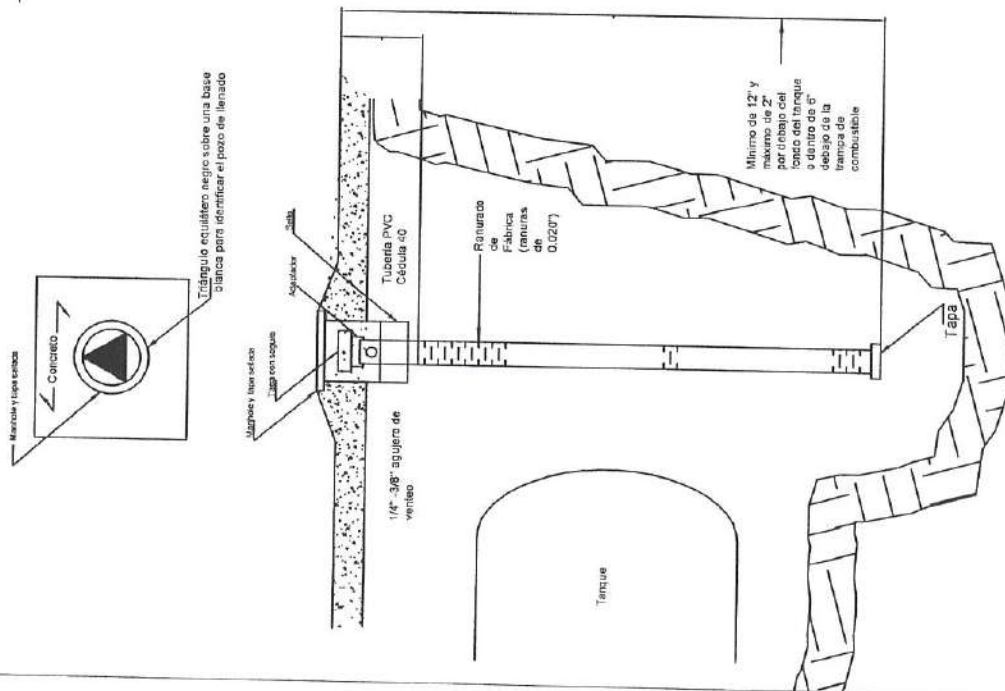 Manhole y tapa sellada
Concreto
Triángulo equilátero negro sobre una base
blanca para identificar el pozo de llenado
Manhole y tapa sellada
Tapa con seguro
Adaptador
Sello
1/4" -3/8" agujero de
venteo
Tubería PVC
Cédula 40
Ranurado
de
Fábrica
(ranuras
de
0.020")
Mínimo de 12" y
máximo de 2"
por debajo del
fondo del tanque
o dentro de 6"
debajo de la
trampa de
combustible
Tanque
Tapa